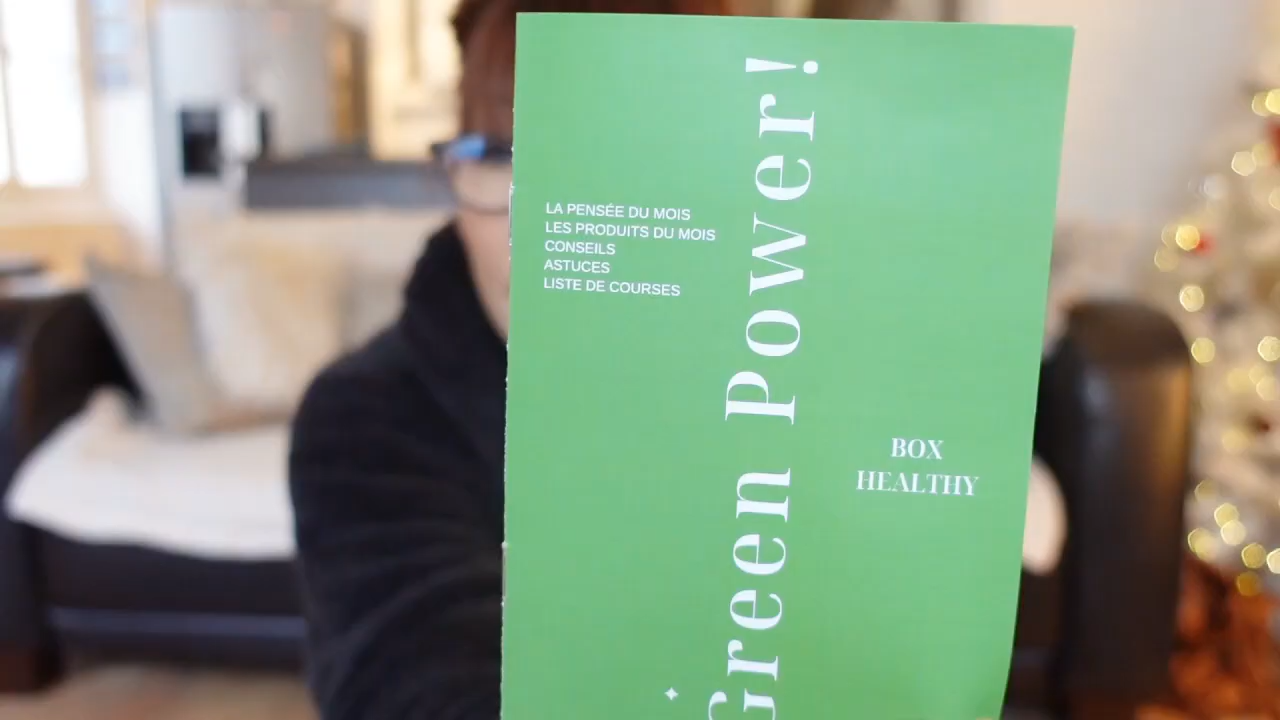 LA PENSÉE DU MOIS
LES PRODUITS DU MOIS
CONSEILS
ASTUCES
LISTE DE COURSES
Green Power!
BOX
HEALTHY